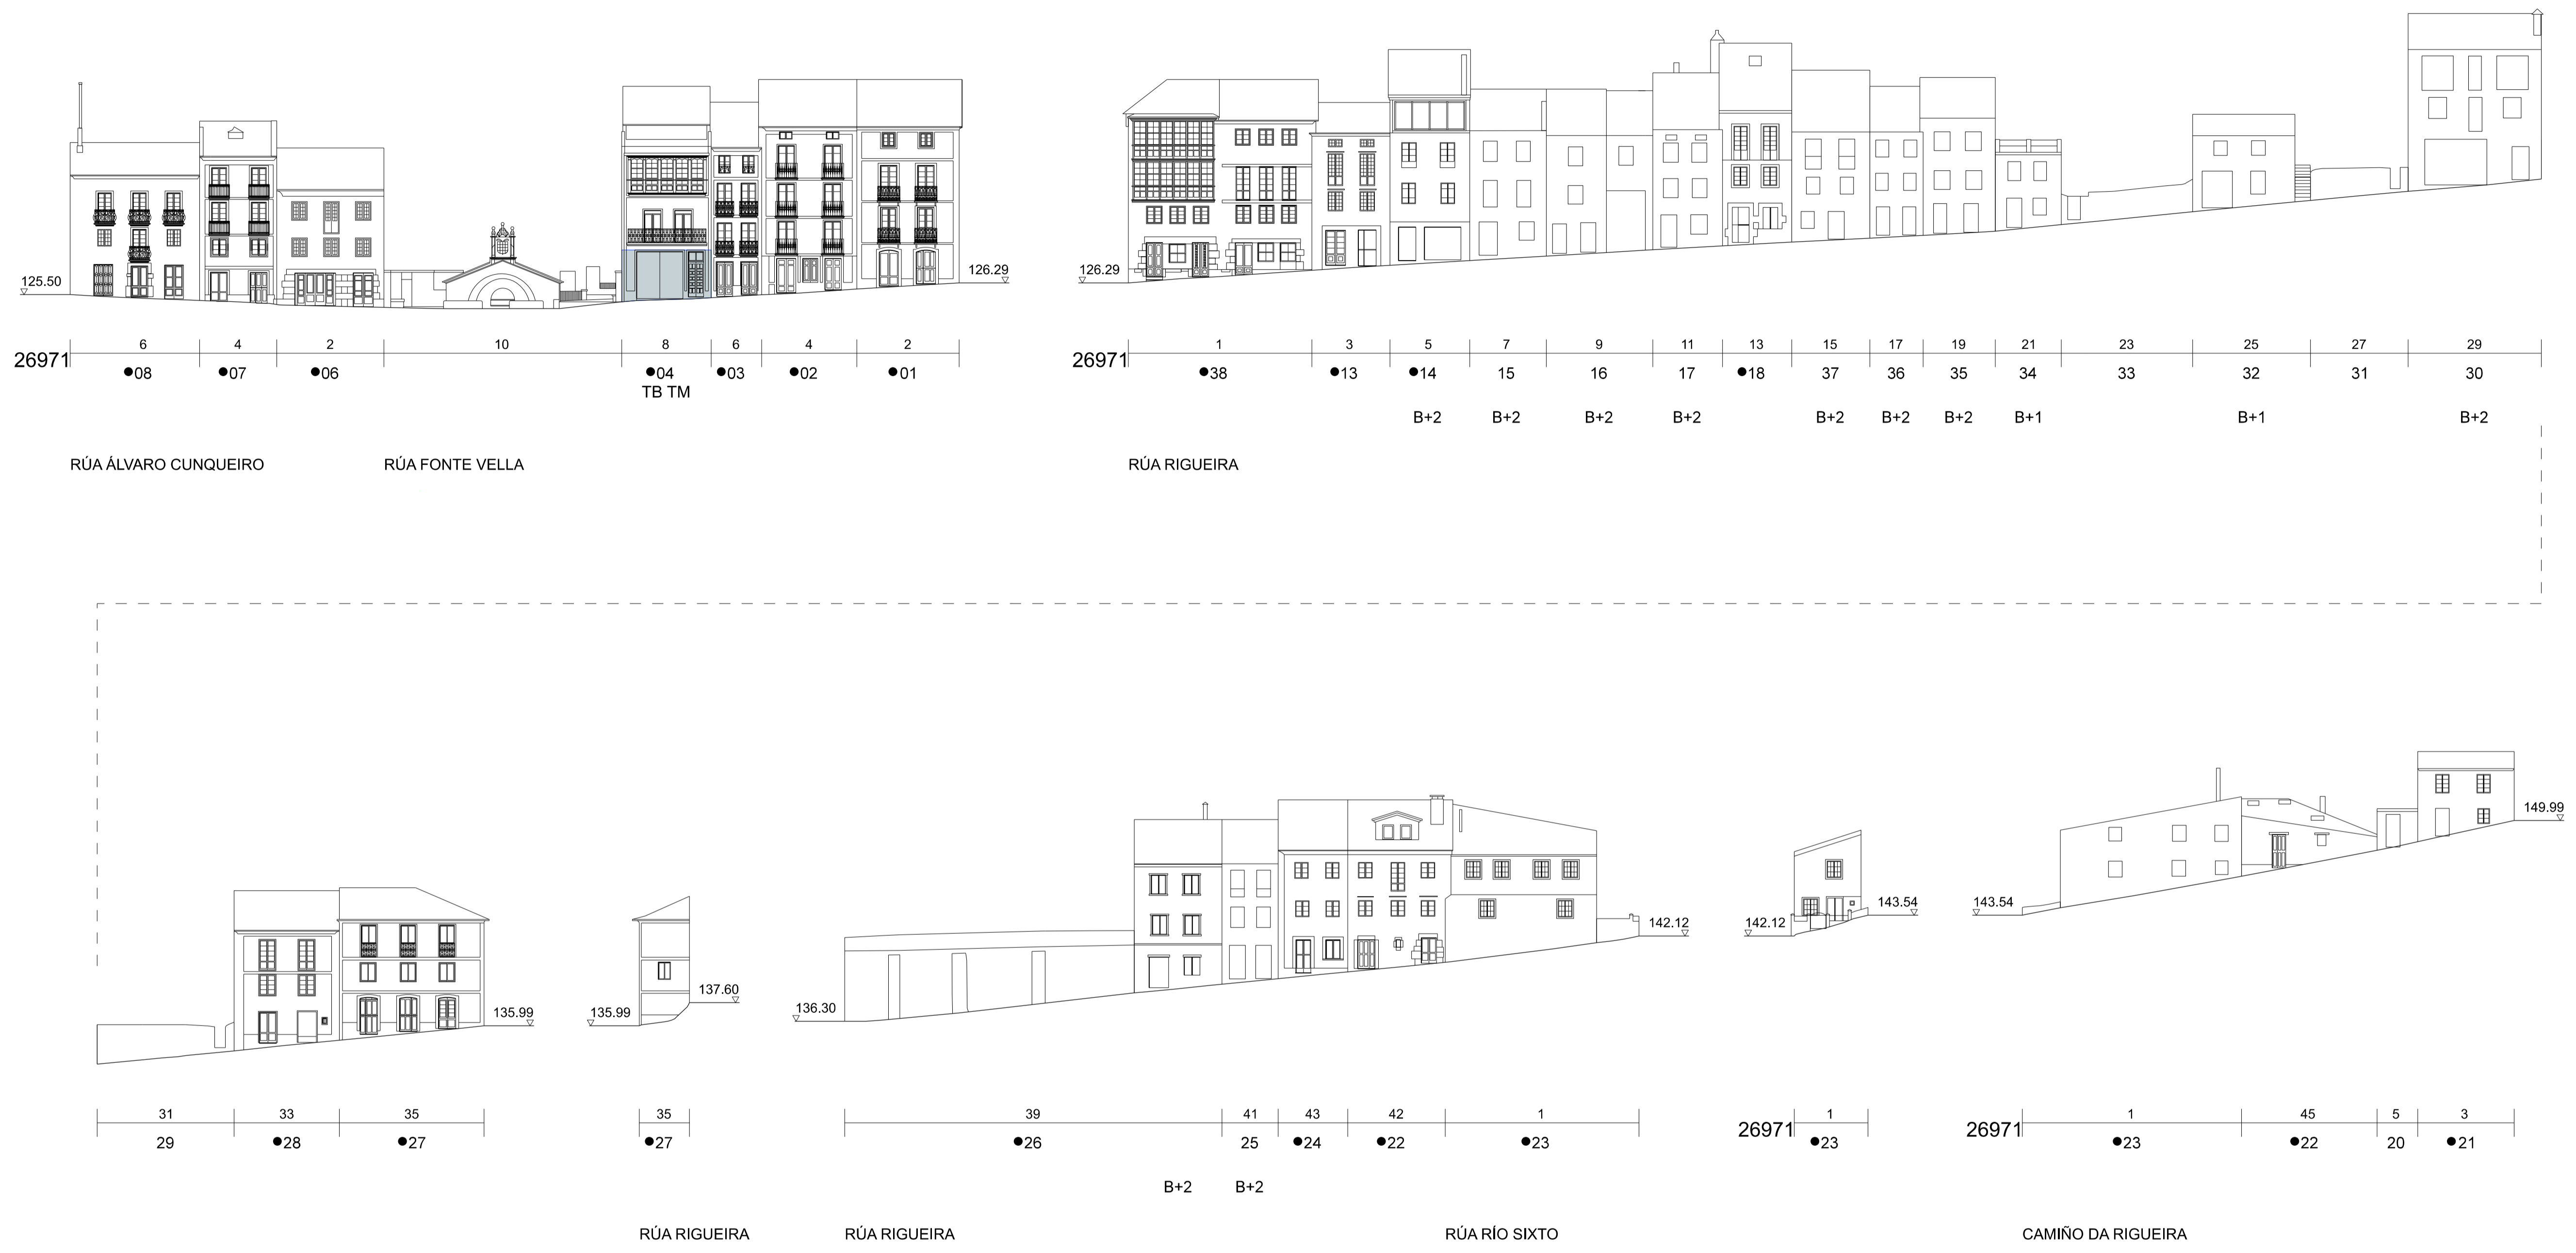 125.50
126.29
126.29
6 4 2 10 8 6 4 2
1 3 5 7 9 11 13 15 17 19 21 23 25 27 29
26971
26971
●08 ●07 ●06 ●04 ●03 ●02 ●01
●38 ●13 ●14 15 16 17 ●18 37 36 35 34 33 32 31 30
TB TM
B+2 B+2 B+2 B+2 B+2 B+2 B+2 B+1 B+1 B+2
RÚA ÁLVARO CUNQUEIRO
RÚA FONTE VELLA
RÚA RIGUEIRA
149.99
135.99
135.99
137.60
136.30
142.12
142.12
143.54
143.54
31 33 35
35
39 41 43 42 1
1
1 45 5 3
29 ●28 ●27
●27
●26 25 ●24 ●22 ●23
26971 ●23
26971 ●23 ●22 20 ●21
B+2 B+2
RÚA RIGUEIRA
RÚA RIGUEIRA
RÚA RÍO SIXTO
CAMIÑO DA RIGUEIRA